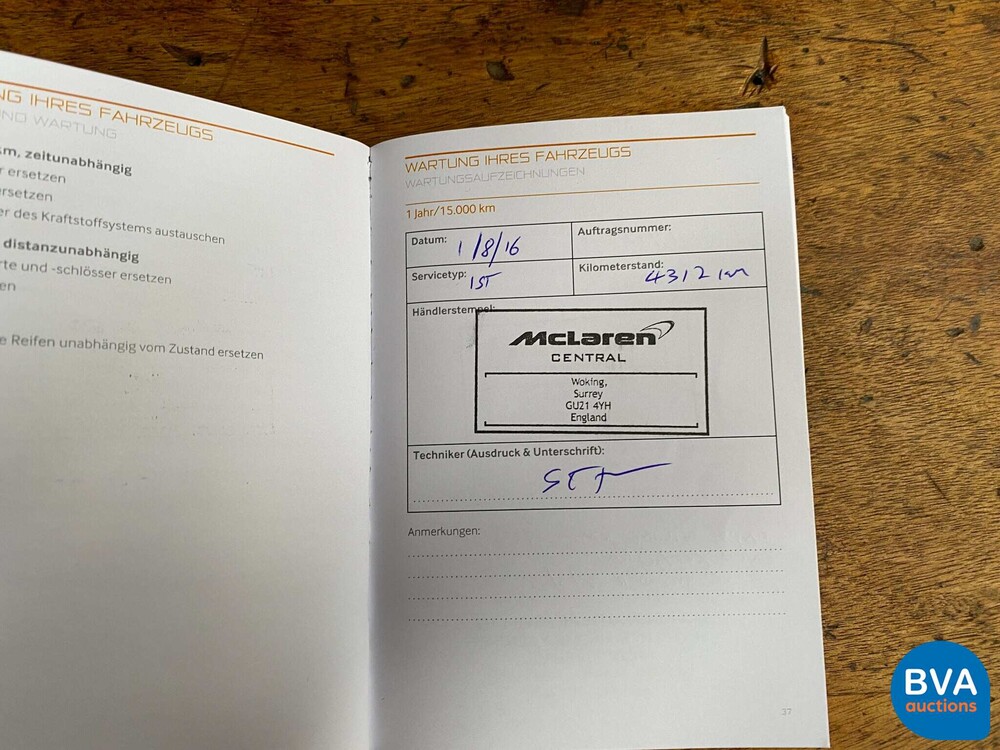 NG IHRES FAHRZEUGS
ND WARTUNG
m, zeitunabhängig
ersetzen
ersetzen
er des Kraftstoffsystems austauschen
distanzunabhängig
rte und -schlösser ersetzen
en
e Reifen unabhängig vom Zustand ersetzen
WARTUNG IHRES FAHRZEUGS
WARTUNGSAUFZEICHNUNGEN
1 Jahr/15.000 km
Datum: 1/8/16
Auftragsnummer:
Servicetyp: 1ST
Kilometerstand: 4312 km
Händlerstempel:
McLaren
CENTRAL
Woking,
Surrey
GU21 4YH
England
Techniker (Ausdruck & Unterschrift):
Anmerkungen:
37
BVA
auctions